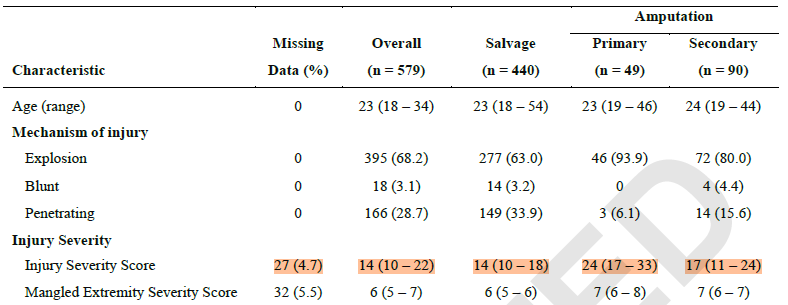 Amputation
Missing Overall Salvage Primary Secondary
Characteristic Data (%) (n = 579) (n = 440) (n = 49) (n = 90)
Age (range) 0 23 (18 – 34) 23 (18 – 54) 23 (19 – 46) 24 (19 – 44)
Mechanism of injury
Explosion 0 395 (68.2) 277 (63.0) 46 (93.9) 72 (80.0)
Blunt 0 18 (3.1) 14 (3.2) 0 4 (4.4)
Penetrating 0 166 (28.7) 149 (33.9) 3 (6.1) 14 (15.6)
Injury Severity
Injury Severity Score 27 (4.7) 14 (10 – 22) 14 (10 – 18) 24 (17 – 33) 17 (11 – 24)
Mangled Extremity Severity Score 32 (5.5) 6 (5 – 7) 6 (5 – 6) 7 (6 – 8) 7 (6 – 7)
ED